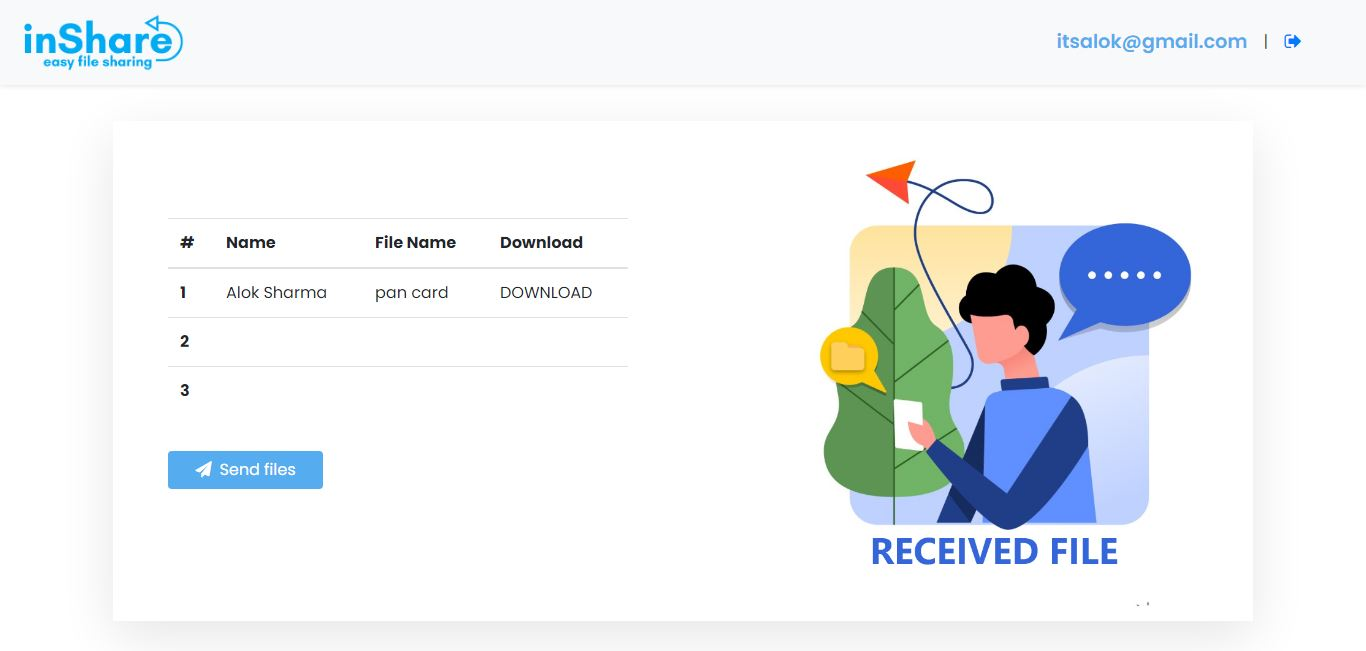 inShare
easy file sharing
itsalok@gmail.com |
# Name File Name Download
1 Alok Sharma pan card DOWNLOAD
2
3
Send files
RECEIVED FILE